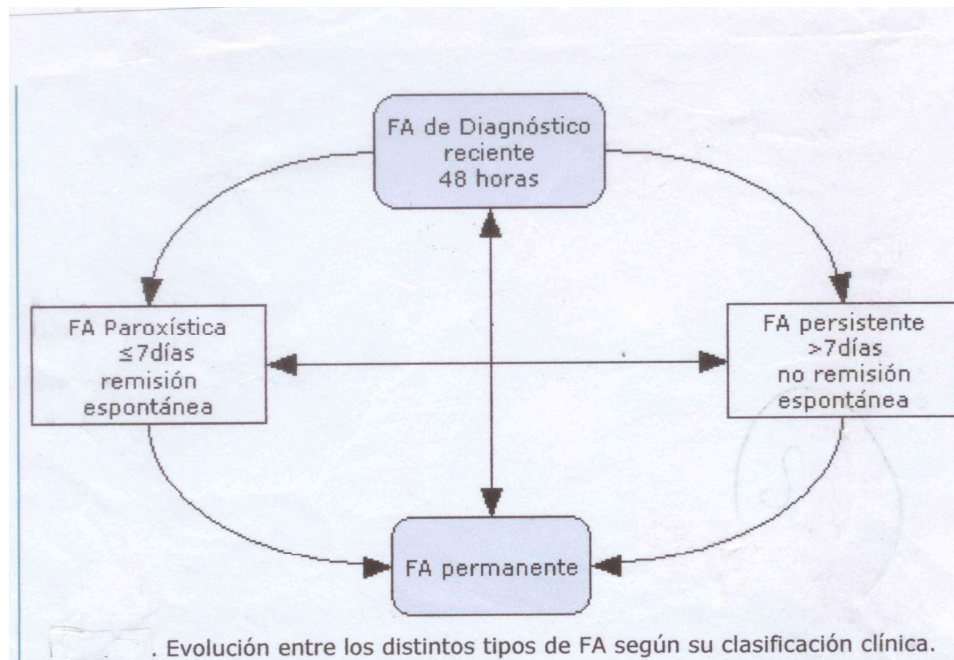 FA de Diagnóstico
reciente
48 horas
FA Paroxística
≤7días
remisión
espontánea
FA persistente
>7días
no remisión
espontánea
FA permanente
. Evolución entre los distintos tipos de FA según su clasificación clínica.